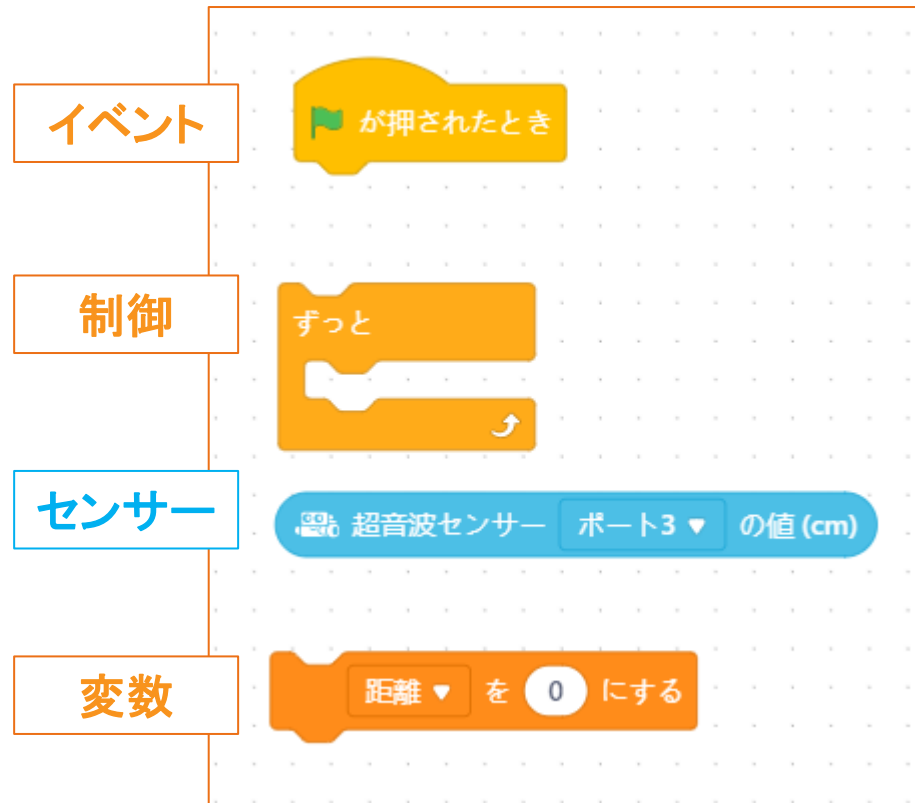 イベント
が押されたとき
制御
ずっと
センサー
超音波センサー ポート3 ▼ の値 (cm)
変数
距離 ▼ を 0 にする